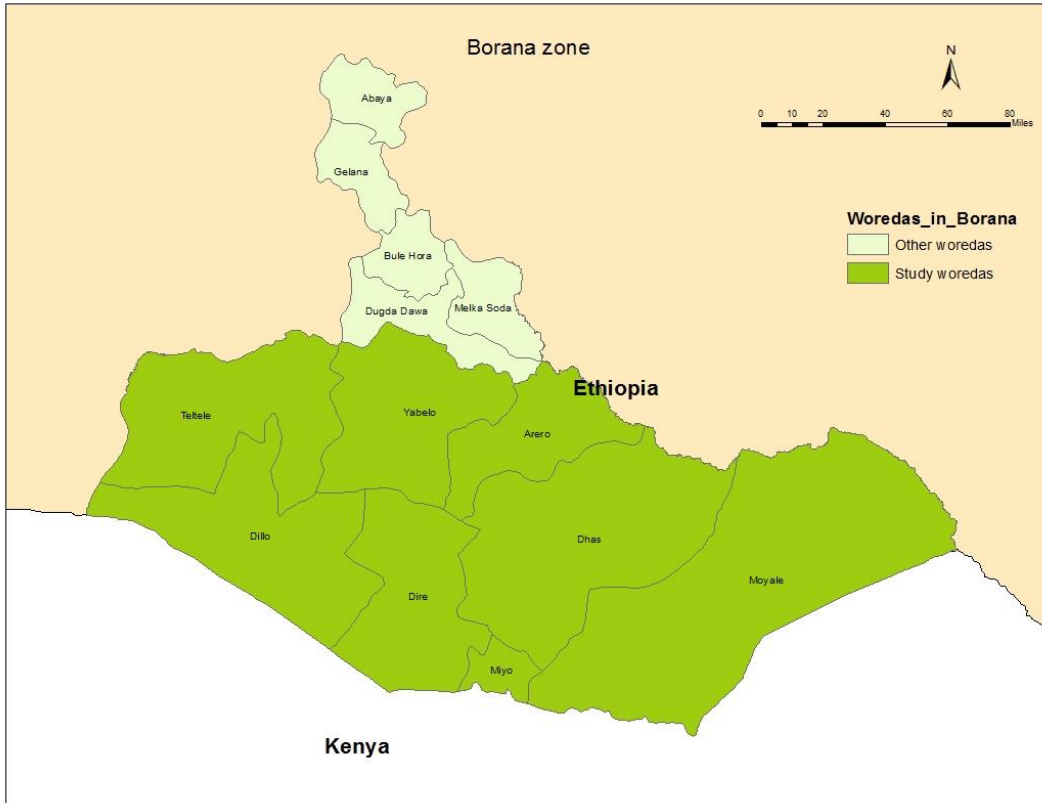 Borana zone
N
0 10 20 40 60 80
Miles
Abaya
Gelana
Woredas_in_Borana
Other woredas
Study woredas
Bule Hora
Dugda Dawa
Melka Soda
Ethiopia
Teltele
Yabelo
Arero
Dillo
Dhas
Moyale
Dire
Miyo
Kenya